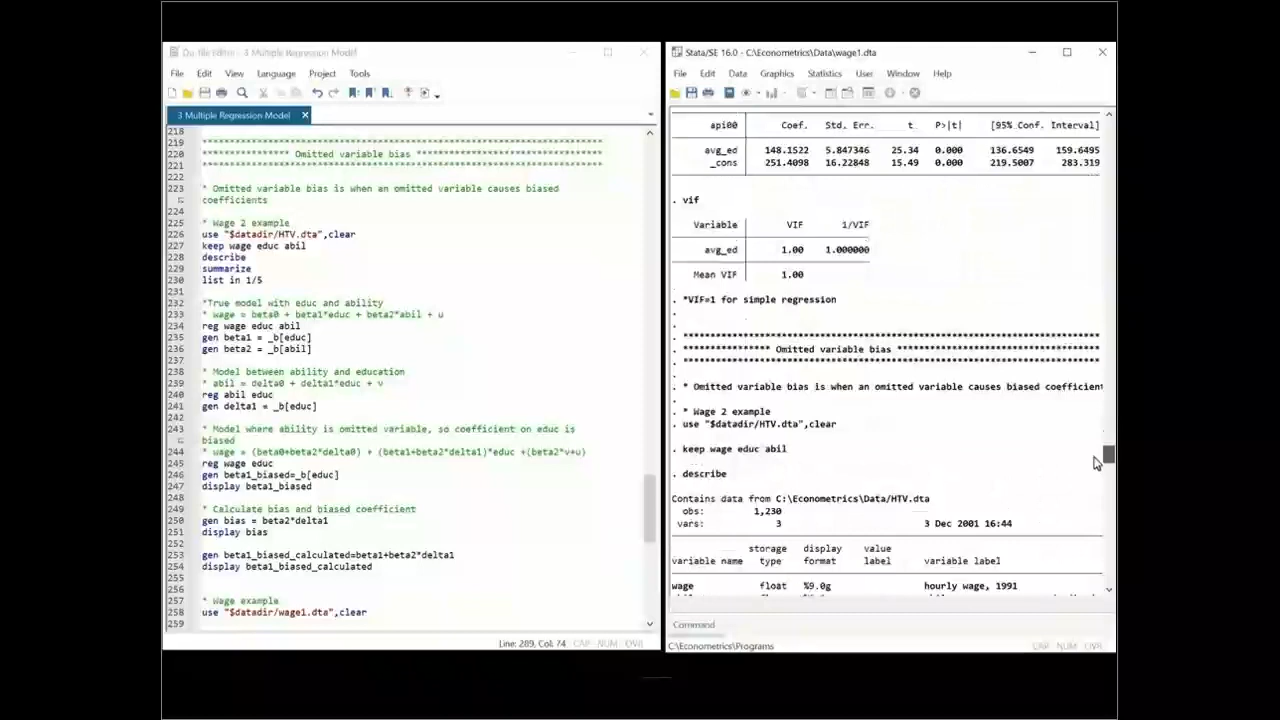 Do-file Editor - 3 Multiple Regression Model
File Edit View Language Project Tools
3 Multiple Regression Model ×
218
219 **********************************************************************
220 *************** Omitted variable bias ********************************
221 **********************************************************************
222
223 * Omitted variable bias is when an omitted variable causes biased
coefficients
224
225 * Wage 2 example
226 use "$datadir/HTV.dta",clear
227 keep wage educ abil
228 describe
229 summarize
230 list in 1/5
231
232 *True model with educ and ability
233 * wage = beta0 + beta1*educ + beta2*abil + u
234 reg wage educ abil
235 gen beta1 = _b[educ]
236 gen beta2 = _b[abil]
237
238 * Model between ability and education
239 * abil = delta0 + delta1*educ + v
240 reg abil educ
241 gen delta1 = _b[educ]
242
243 * Model where ability is omitted variable, so coefficient on educ is
biased
244 * wage = (beta0+beta2*delta0) + (beta1+beta2*delta1)*educ +(beta2*v+u)
245 reg wage educ
246 gen beta1_biased=_b[educ]
247 display beta1_biased
248
249 * Calculate bias and biased coefficient
250 gen bias = beta2*delta1
251 display bias
252
253 gen beta1_biased_calculated=beta1+beta2*delta1
254 display beta1_biased_calculated
255
256
257 * Wage example
258 use "$datadir/wage1.dta",clear
259
Line: 289, Col: 74 CAP NUM OVR
Stata/SE 16.0 - C:\Econometrics\Data\wage1.dta
File Edit Data Graphics Statistics User Window Help
api00 Coef. Std. Err. t P>|t| [95% Conf. Interval]
avg_ed 148.1522 5.847346 25.34 0.000 136.6549 159.6495
_cons 251.4098 16.22848 15.49 0.000 219.5007 283.319
. vif
Variable VIF 1/VIF
avg_ed 1.00 1.000000
Mean VIF 1.00
. *VIF=1 for simple regression
.
.
. **********************************************************************
. *************** Omitted variable bias ********************************
. **********************************************************************
.
. * Omitted variable bias is when an omitted variable causes biased coefficient
.
. * Wage 2 example
. use "$datadir/HTV.dta",clear
. keep wage educ abil
. describe
Contains data from C:\Econometrics\Data/HTV.dta
obs: 1,230
vars: 3 3 Dec 2001 16:44
storage display value
variable name type format label variable label
wage float %9.0g hourly wage, 1991
Command
C:\Econometrics\Programs CAP NUM OVR